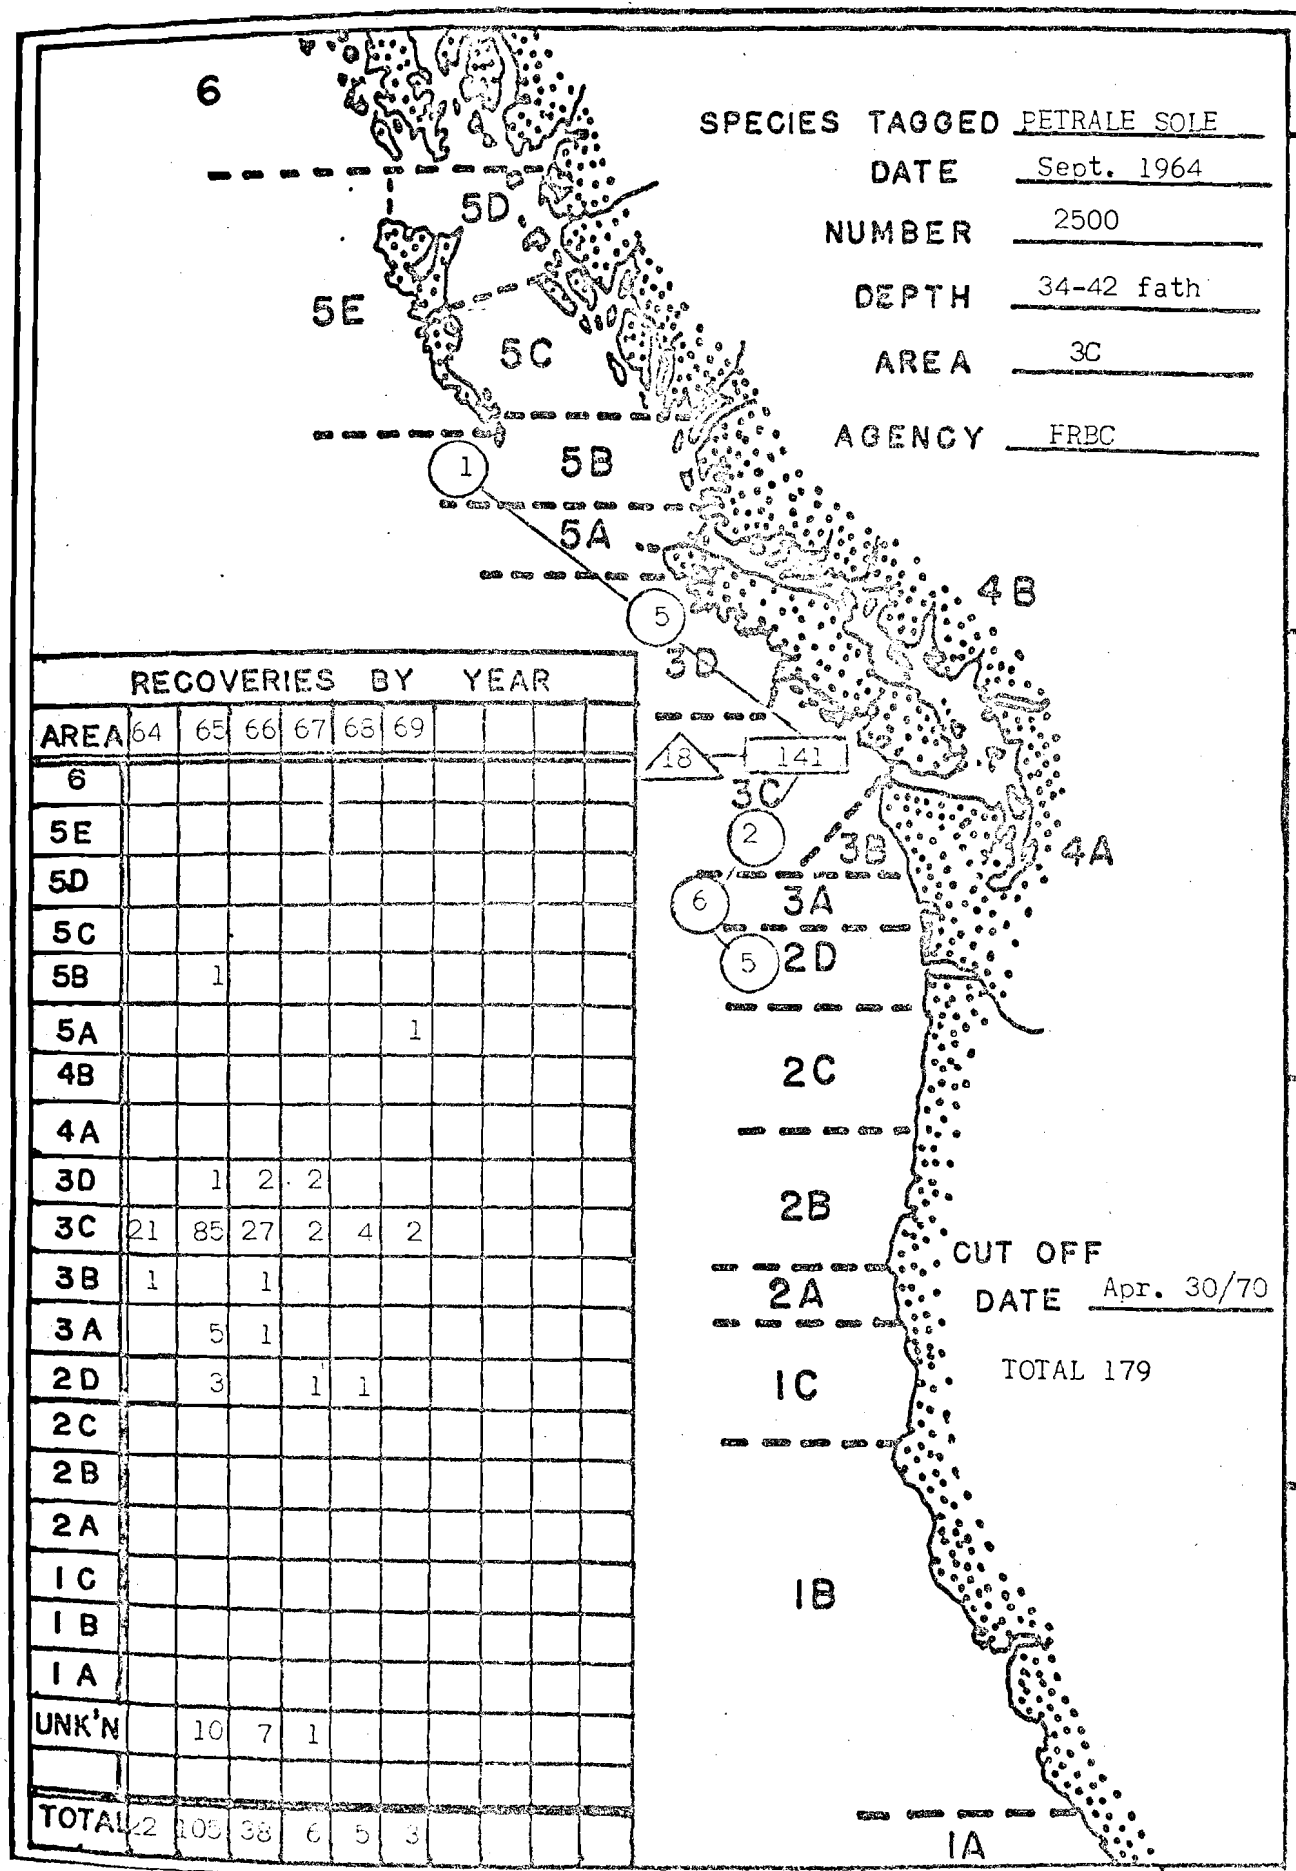 6
SPECIES TAGGED PETRALE SOLE
DATE Sept. 1964
NUMBER 2500
DEPTH 34-42 fath
AREA 3C
AGENCY FRBC
5D
5E
5C
5B
1
5A
4B
5
3D
18
141
3C
2
3B
4A
6
3A
5
2D
2C
2B
2A
1C
1B
1A
CUT OFF
DATE Apr. 30/70
TOTAL 179
RECOVERIES BY YEAR
AREA 64 65 66 67 68 69
6
5E
5D
5C
5B 1
5A 1
4B
4A
3D 1 2 2
3C 21 85 27 2 4 2
3B 1 1
3A 5 1
2D 3 1 1
2C
2B
2A
1C
1B
1A
UNK'N 10 7 1
TOTAL 22 105 38 6 5 3